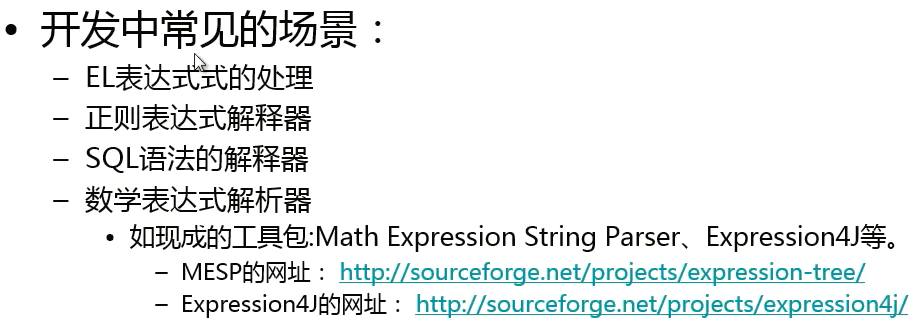 • 开发中常见的场景：
– EL表达式式的处理
– 正则表达式解释器
– SQL语法的解释器
– 数学表达式解析器
• 如现成的工具包:Math Expression String Parser、Expression4J等。
– MESP的网址： http://sourceforge.net/projects/expression-tree/
– Expression4J的网址： http://sourceforge.net/projects/expression4j/